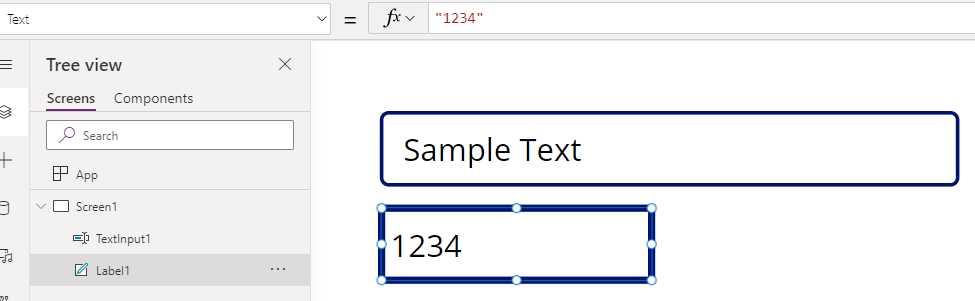 Text = fx "1234"
Tree view
Screens Components
Search
App
Screen1
TextInput1
Label1 ...
Sample Text
1234